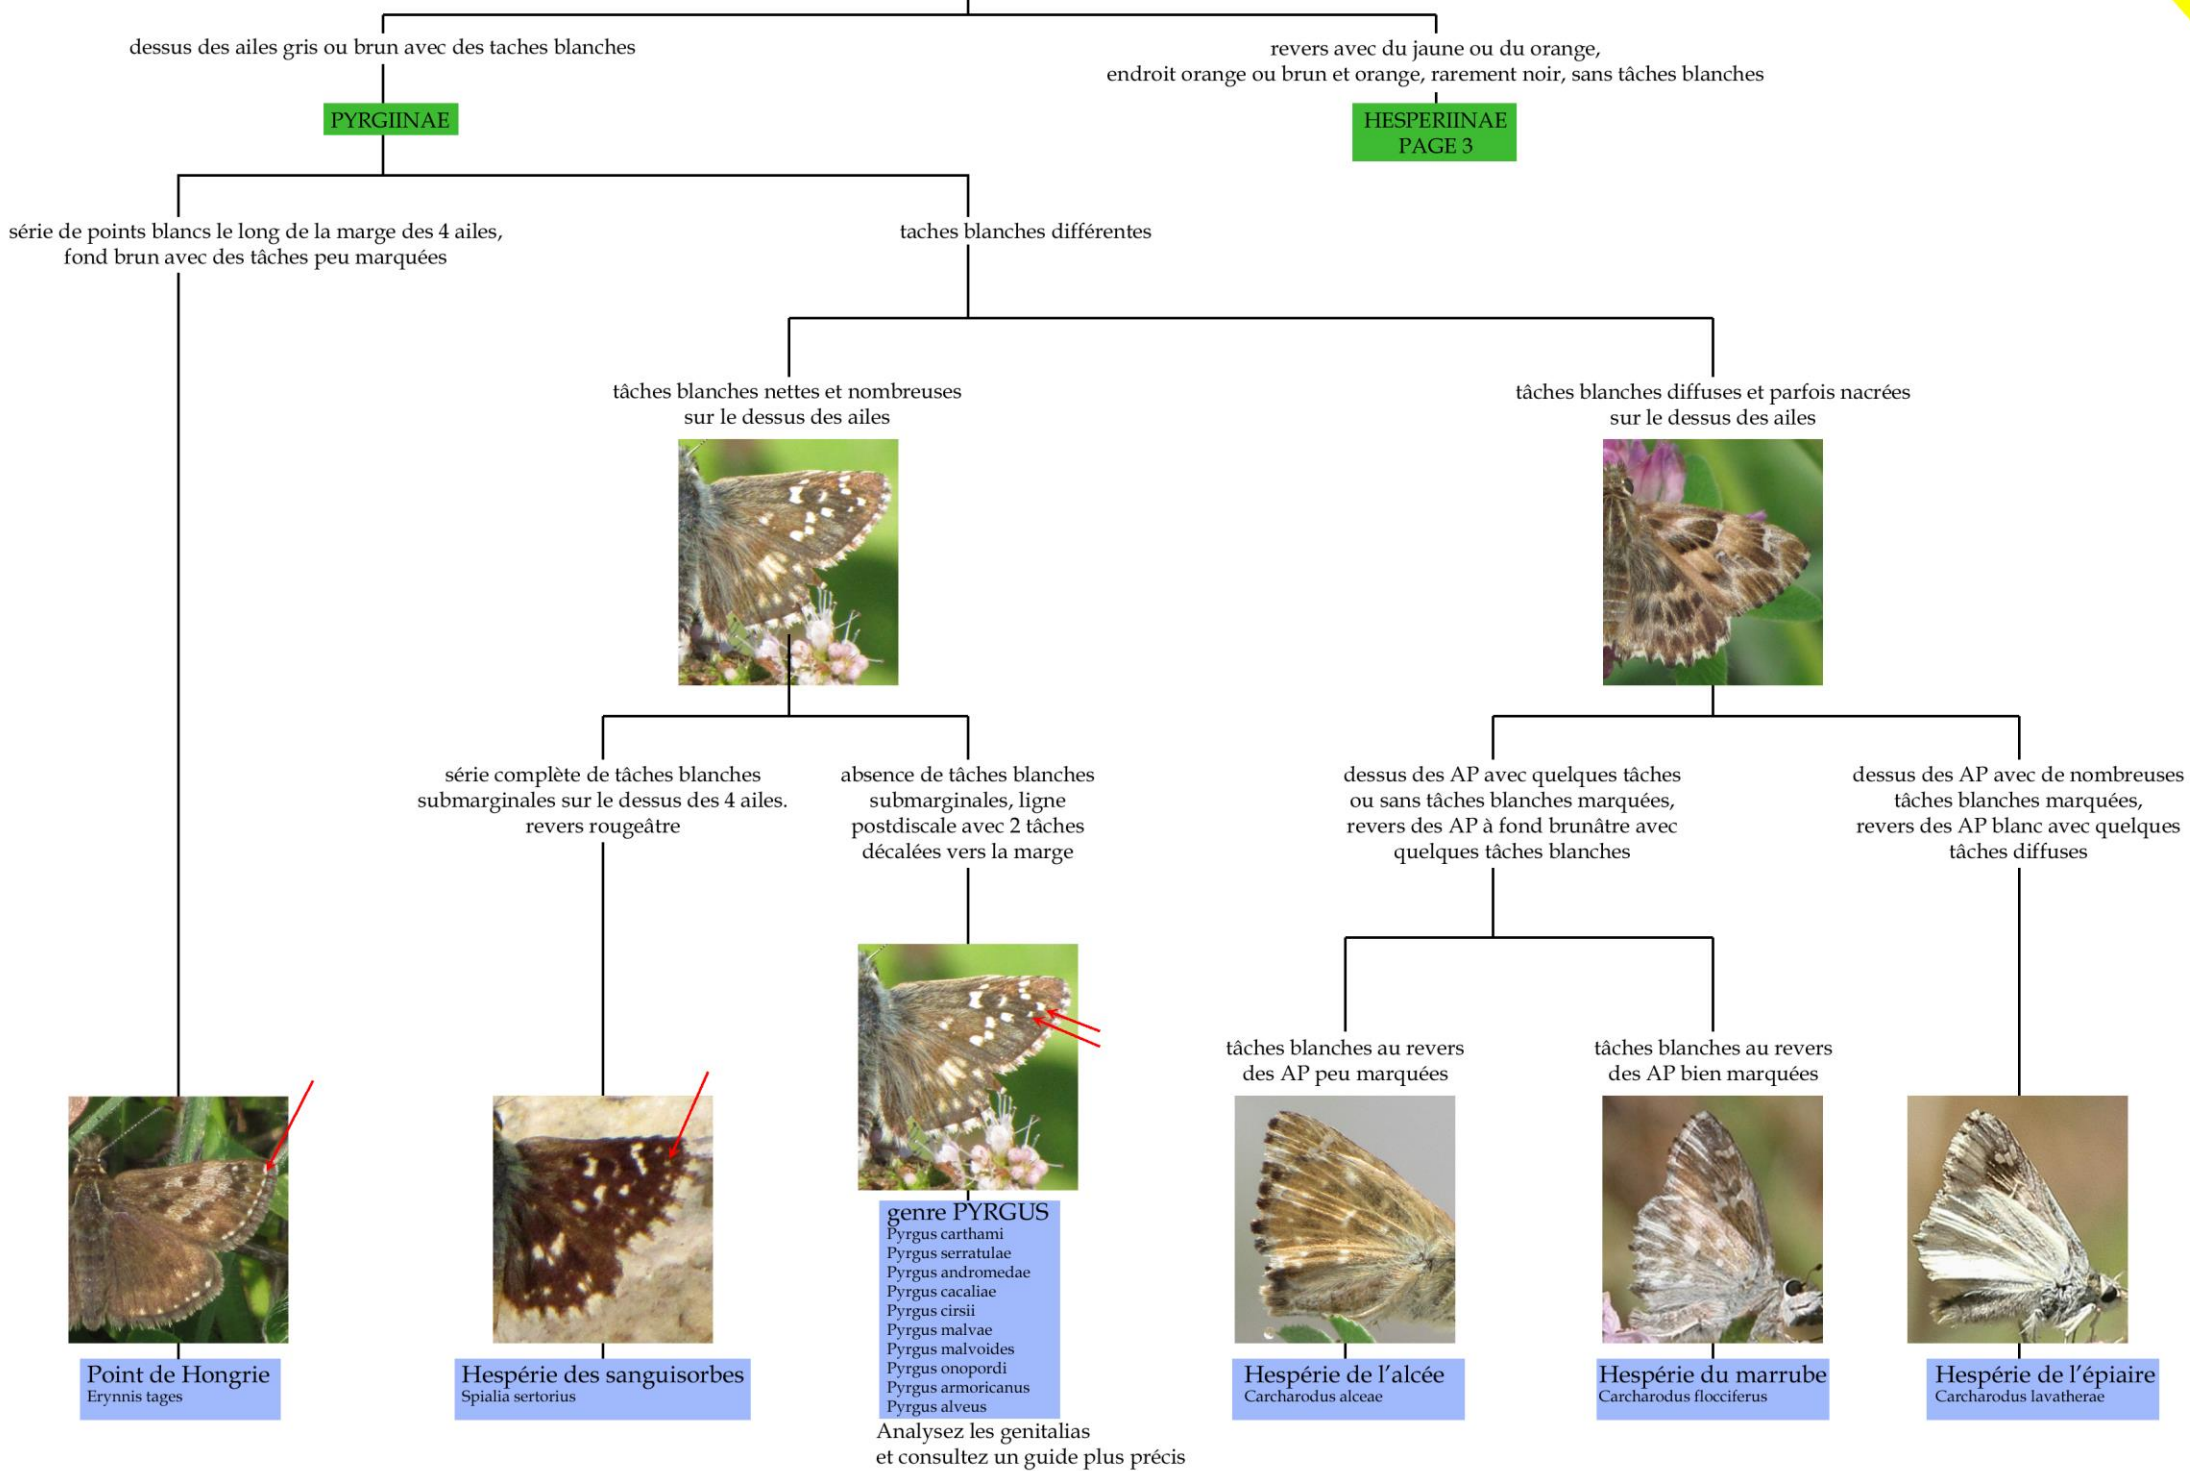 dessus des ailes gris ou brun avec des taches blanches
revers avec du jaune ou du orange,
endroit orange ou brun et orange, rarement noir, sans tâches blanches
PYRGIINAE
HESPERIINAE
PAGE 3
série de points blancs le long de la marge des 4 ailes,
fond brun avec des tâches peu marquées
taches blanches différentes
tâches blanches nettes et nombreuses
sur le dessus des ailes
tâches blanches diffuses et parfois nacrées
sur le dessus des ailes
série complète de tâches blanches
submarginales sur le dessus des 4 ailes.
revers rougeâtre
absence de tâches blanches
submarginales, ligne
postdiscale avec 2 tâches
décalées vers la marge
dessus des AP avec quelques tâches
ou sans tâches blanches marquées,
revers des AP à fond brunâtre avec
quelques tâches blanches
dessus des AP avec de nombreuses
tâches blanches marquées,
revers des AP blanc avec quelques
tâches diffuses
tâches blanches au revers
des AP peu marquées
tâches blanches au revers
des AP bien marquées
Point de Hongrie
Erynnis tages
Hespérie des sanguisorbes
Spialia sertorius
genre PYRGUS
Pyrgus carthami
Pyrgus serratulae
Pyrgus andromedae
Pyrgus cacaliae
Pyrgus cirsii
Pyrgus malvae
Pyrgus malvoides
Pyrgus onopordi
Pyrgus armoricanus
Pyrgus alveus
Analysez les genitalias
et consultez un guide plus précis
Hespérie de l'alcée
Carcharodus alceae
Hespérie du marrube
Carcharodus flocciferus
Hespérie de l'épiaire
Carcharodus lavatherae